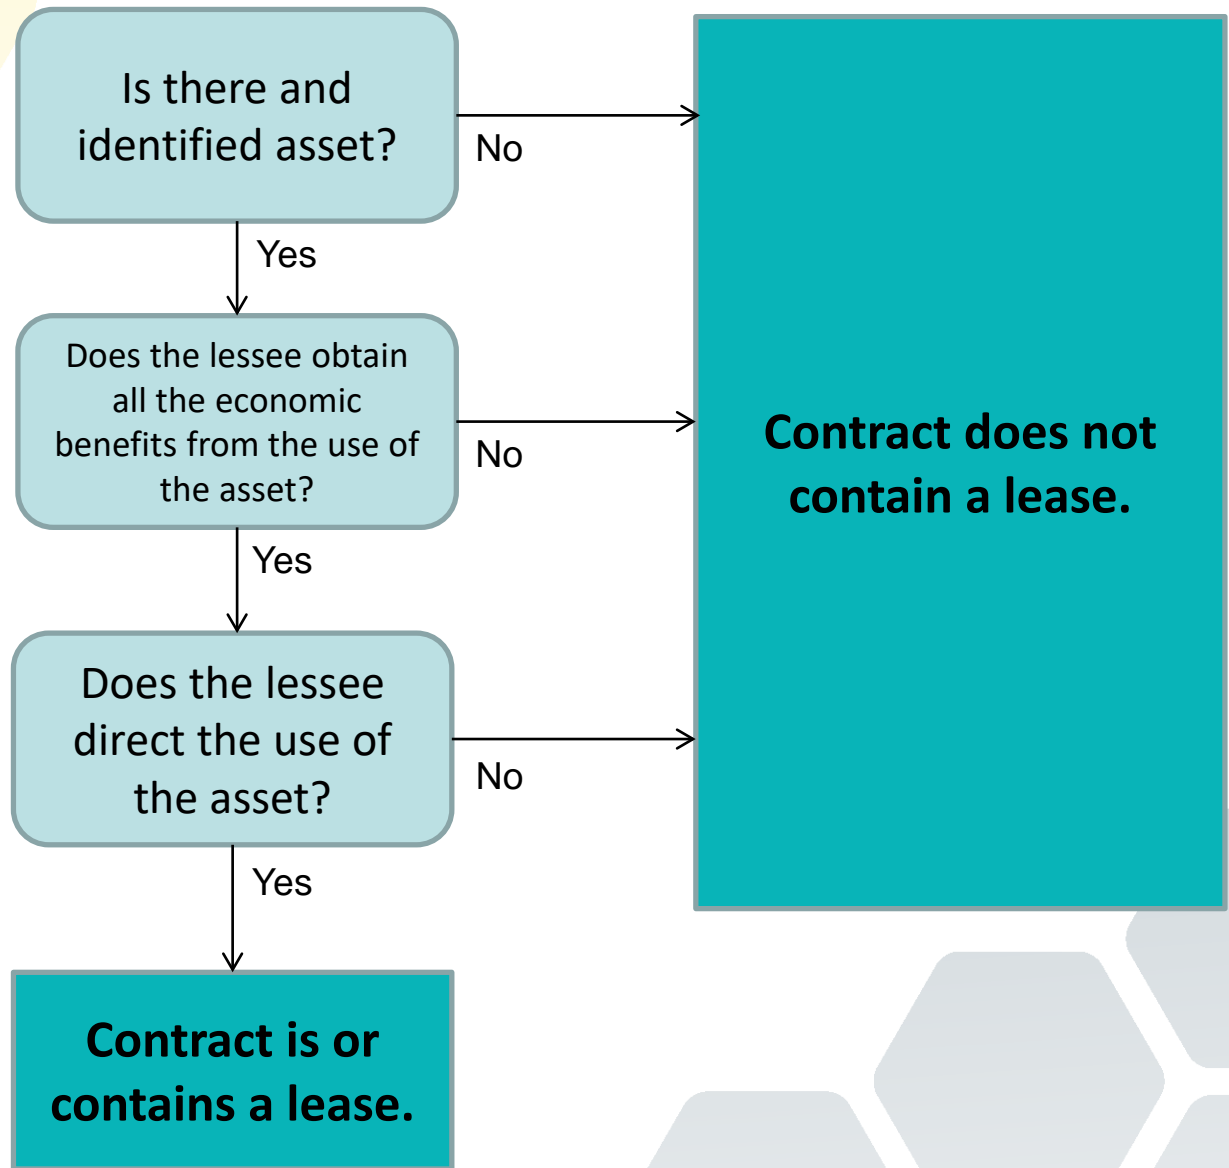 Is there and
identified asset?
No
Yes
Does the lessee obtain
all the economic
benefits from the use of
the asset?
No
Contract does not
contain a lease.
Yes
Does the lessee
direct the use of
the asset?
No
Yes
Contract is or
contains a lease.